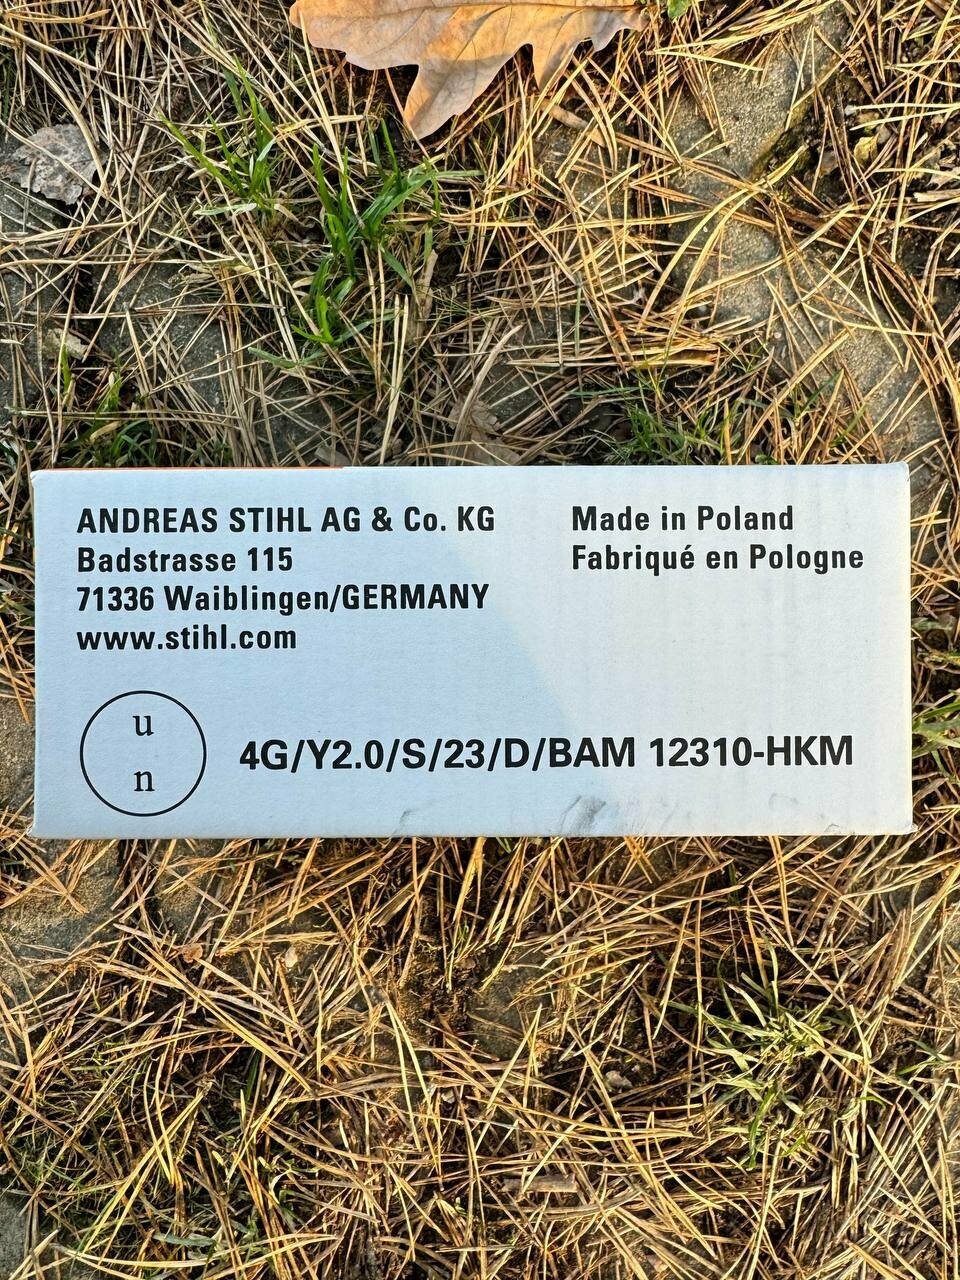 ANDREAS STIHL AG & Co. KG
Badstrasse 115
71336 Waiblingen/GERMANY
www.stihl.com
Made in Poland
Fabriqué en Pologne
u
n
4G/Y2.0/S/23/D/BAM 12310-HKM